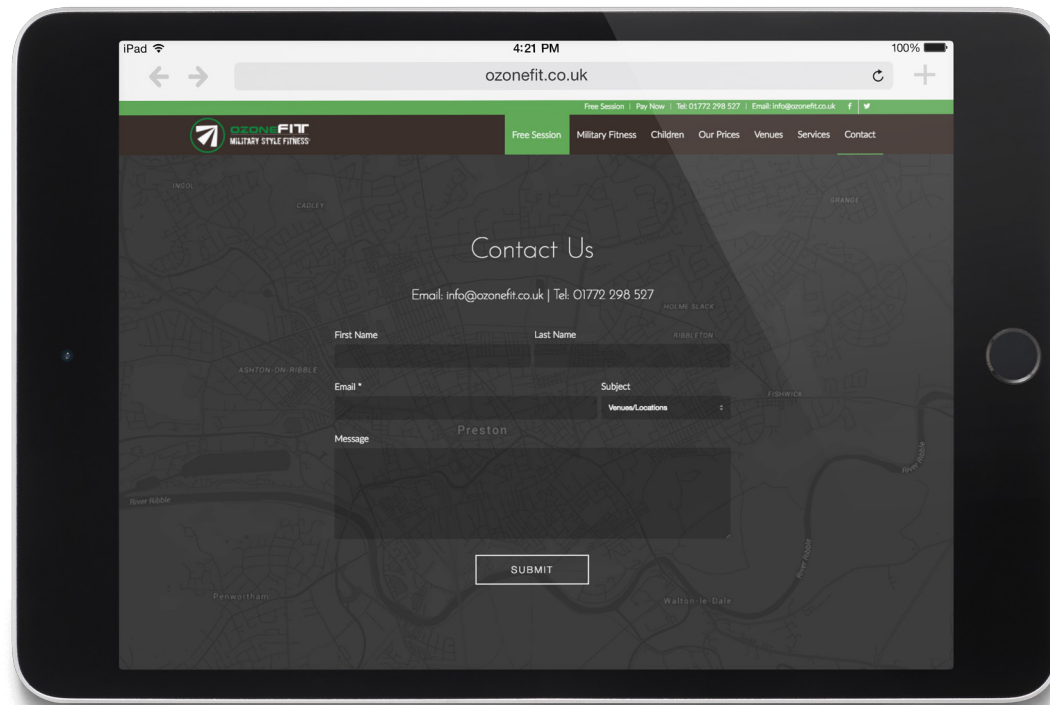 iPad 4:21 PM 100%
ozonefit.co.uk
Free Session | Pay Now | Tel: 01772 298 527 | Email: info@ozonefit.co.uk
OZONEFIT
MILITARY STYLE FITNESS
Free Session Military Fitness Children Our Prices Venues Services Contact
INGOL
CADLEY
GRANGE
Contact Us
Email: info@ozonefit.co.uk | Tel: 01772 298 527
HOLME SLACK
First Name Last Name
RIBBLETON
ASHTON-ON-RIBBLE
Email * Subject
FISHWICK
Venues/Locations
Preston
Message
River Ribble
River Ribble
River Ribble
SUBMIT
Penwortham
Walton-le-Dale